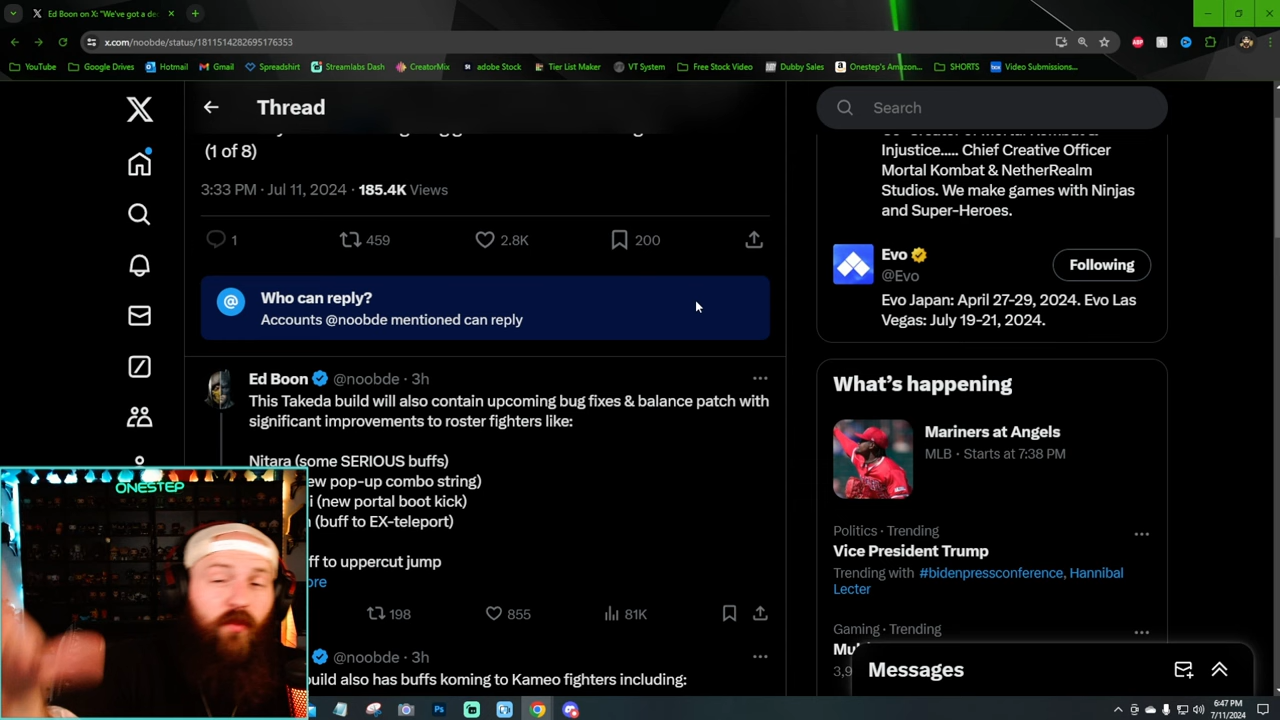 Ed Boon on X: "We've got a de
x.com/noobde/status/1811514282695176353
YouTube
Google Drives
Hotmail
Gmail
Spreadshirt
Streamlabs Dash
CreatorMix
St adobe Stock
Tier List Maker
VT System
Free Stock Video
Dubby Sales
Onestep's Amazon...
SHORTS
Video Submissions...
Thread
Search
(1 of 8)
3:33 PM · Jul 11, 2024 · 185.4K Views
1
459
2.8K
200
Who can reply?
Accounts @noobde mentioned can reply
Ed Boon @noobde · 3h
This Takeda build will also contain upcoming bug fixes & balance patch with
significant improvements to roster fighters like:
Nitara (some SERIOUS buffs)
ew pop-up combo string)
i (new portal boot kick)
(buff to EX-teleport)
ff to uppercut jump
ore
198
855
81K
@noobde · 3h
uild also has buffs koming to Kameo fighters including:
Injustice..... Chief Creative Officer
Mortal Kombat & NetherRealm
Studios. We make games with Ninjas
and Super-Heroes.
Evo
@Evo
Following
Evo Japan: April 27-29, 2024. Evo Las
Vegas: July 19-21, 2024.
What's happening
Mariners at Angels
MLB · Starts at 7:38 PM
Politics · Trending
Vice President Trump
Trending with #bidenpressconference, Hannibal
Lecter
Gaming · Trending
Mu
3,9
Messages
ONESTEP
6:47 PM
7/11/2024